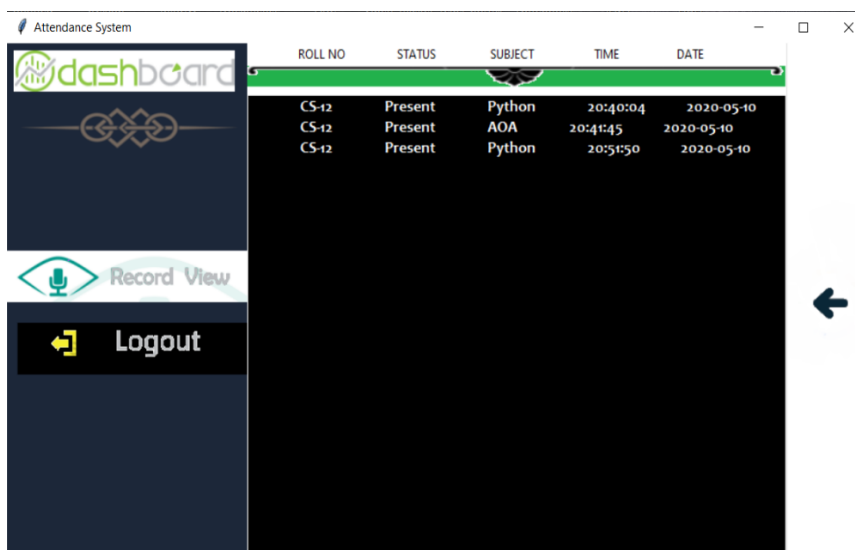 Attendance System
dashboard
ROLL NO STATUS SUBJECT TIME DATE
CS-12 Present Python 20:40:04 2020-05-10
CS-12 Present AOA 20:41:45 2020-05-10
CS-12 Present Python 20:51:50 2020-05-10
Record View
Logout